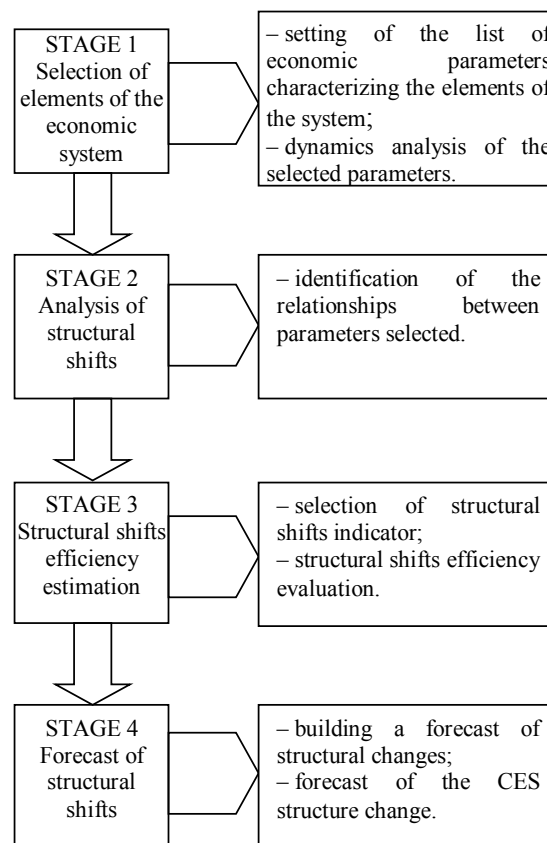 STAGE 1
Selection of
elements of the
economic
system
– setting of the list of
economic parameters
characterizing the elements of
the system;
– dynamics analysis of the
selected parameters.
STAGE 2
Analysis of
structural
shifts
– identification of the
relationships between
parameters selected.
STAGE 3
Structural shifts
efficiency
estimation
– selection of structural
shifts indicator;
– structural shifts efficiency
evaluation.
STAGE 4
Forecast of
structural
shifts
– building a forecast of
structural changes;
– forecast of the CES
structure change.